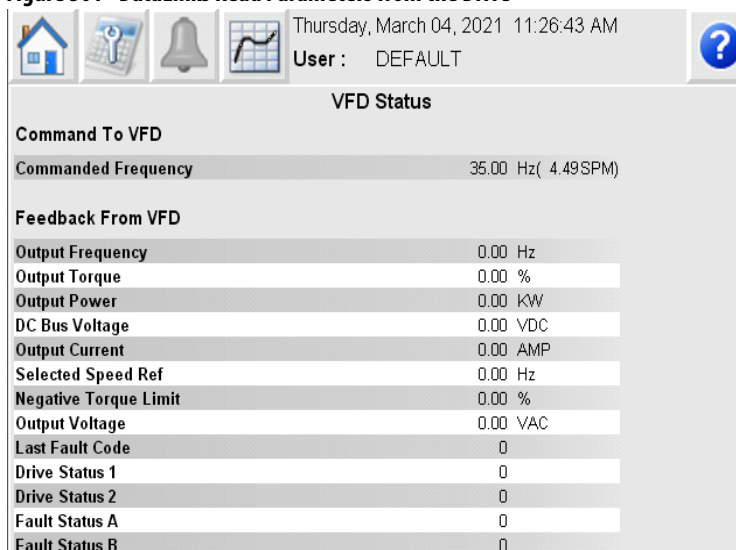 Thursday, March 04, 2021 11:26:43 AM
User : DEFAULT
?
VFD Status
Command To VFD
Commanded Frequency 35.00 Hz( 4.49SPM)
Feedback From VFD
Output Frequency 0.00 Hz
Output Torque 0.00 %
Output Power 0.00 KW
DC Bus Voltage 0.00 VDC
Output Current 0.00 AMP
Selected Speed Ref 0.00 Hz
Negative Torque Limit 0.00 %
Output Voltage 0.00 VAC
Last Fault Code 0
Drive Status 1 0
Drive Status 2 0
Fault Status A 0
Fault Status B 0